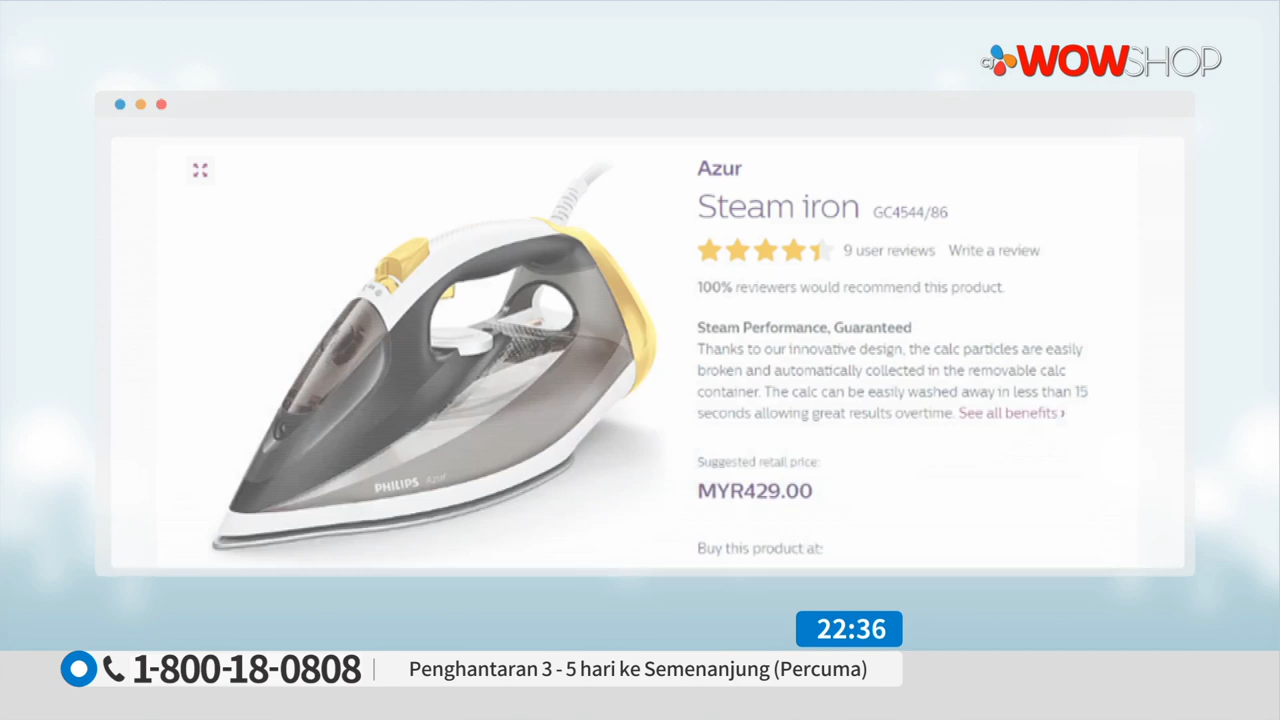 CJ WOWSHOP
Azur
Steam iron GC4544/86
9 user reviews Write a review
100% reviewers would recommend this product.
Steam Performance, Guaranteed
Thanks to our innovative design, the calc particles are easily
broken and automatically collected in the removable calc
container. The calc can be easily washed away in less than 15
seconds allowing great results overtime. See all benefits ›
Suggested retail price:
MYR429.00
Buy this product at:
PHILIPS Azur
22:36
1-800-18-0808 | Penghantaran 3 - 5 hari ke Semenanjung (Percuma)